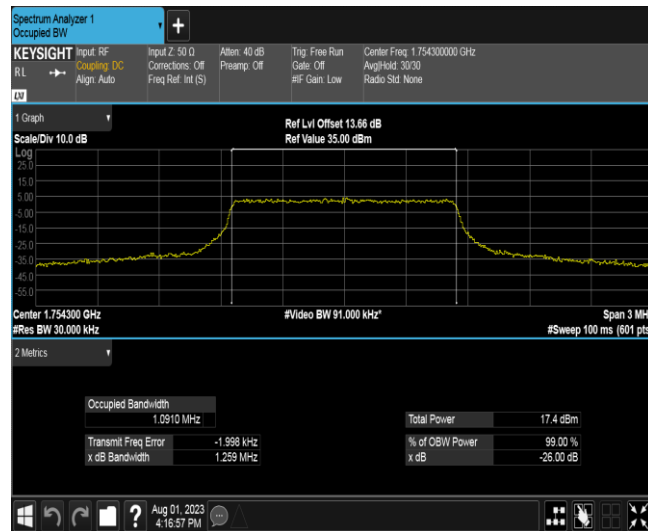 Spectrum Analyzer 1
Occupied BW
KEYSIGHT
RL
LXI
Input: RF
Coupling: DC
Align: Auto
Input Z: 50 Ω
Corrections: Off
Freq Ref: Int (S)
Atten: 40 dB
Preamp: Off
Trig: Free Run
Gate: Off
#IF Gain: Low
Center Freq: 1.754300000 GHz
Avg|Hold: 30/30
Radio Std: None
1 Graph
Scale/Div 10.0 dB
Ref Lvl Offset 13.66 dB
Ref Value 35.00 dBm
Log
25.0
15.0
5.00
-5.00
-15.0
-25.0
-35.0
-45.0
-55.0
Center 1.754300 GHz
#Video BW 91.000 kHz*
Span 3 MH
#Res BW 30.000 kHz
#Sweep 100 ms (601 pts
2 Metrics
Occupied Bandwidth
1.0910 MHz
Total Power 17.4 dBm
Transmit Freq Error -1.998 kHz
% of OBW Power 99.00 %
x dB Bandwidth 1.259 MHz
x dB -26.00 dB
?
Aug 01, 2023
4:16:57 PM